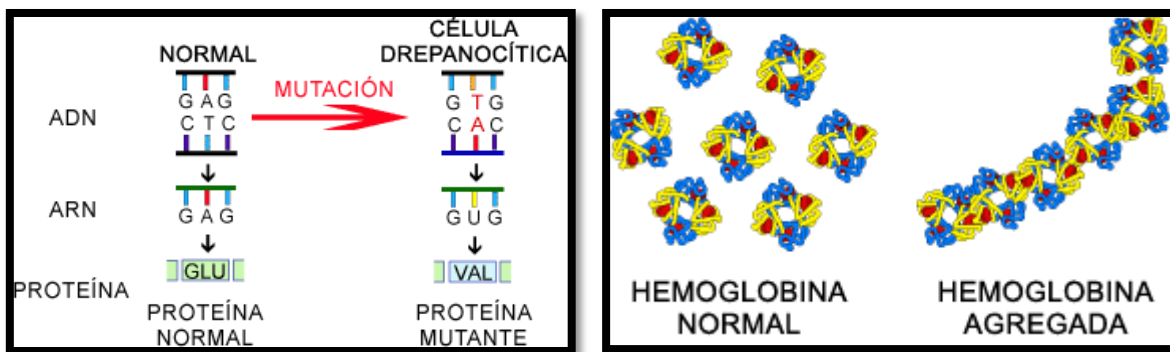 NORMAL
CÉLULA
DREPANOCÍTICA
MUTACIÓN
ADN
G A G
C T C
G T G
C A C
ARN
G A G
G U G
PROTEÍNA
GLU
VAL
PROTEÍNA
NORMAL
PROTEÍNA
MUTANTE
HEMOGLOBINA
NORMAL
HEMOGLOBINA
AGREGADA